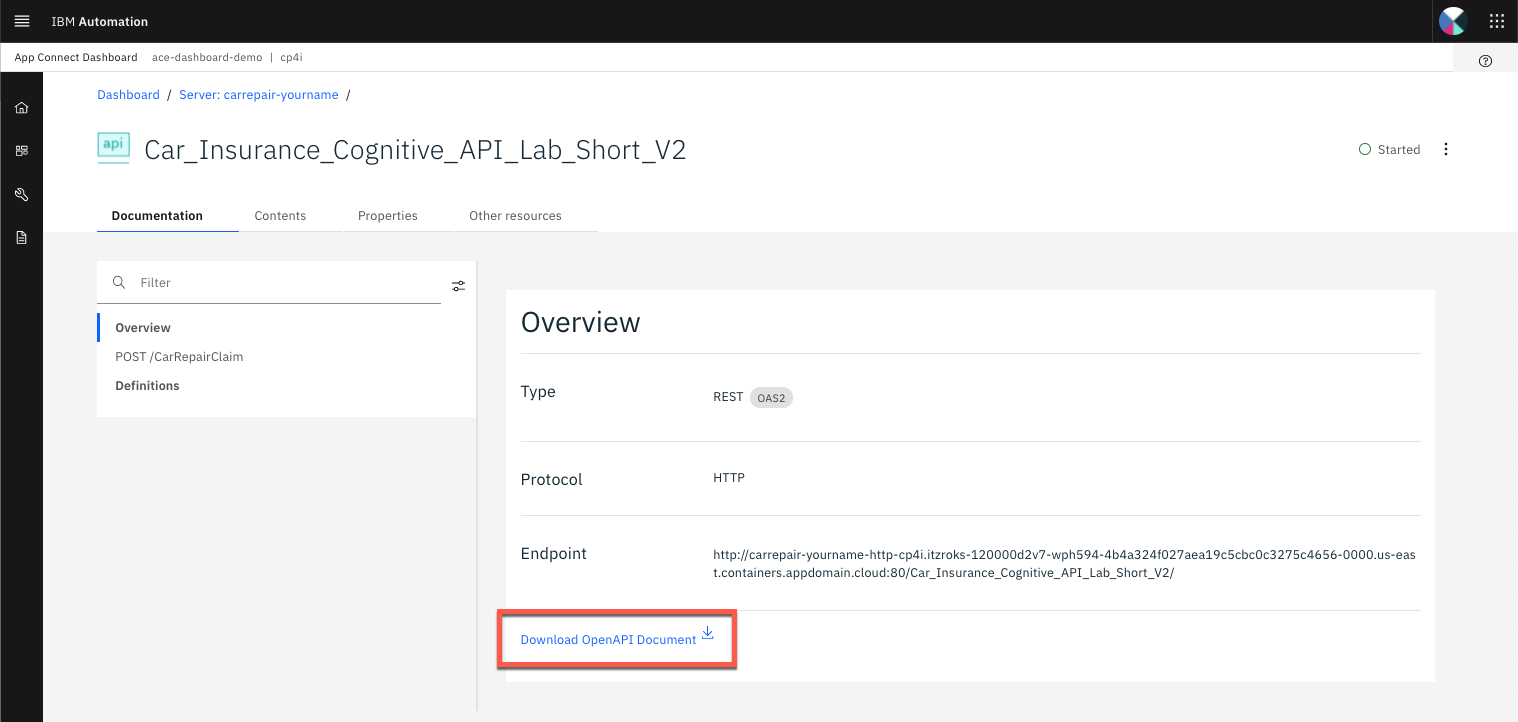 IBM Automation
App Connect Dashboard ace-dashboard-demo | cp4i
Dashboard / Server: carrepair-yourname /
api
Car_Insurance_Cognitive_API_Lab_Short_V2
Started
Documentation Contents Properties Other resources
Filter
Overview
POST /CarRepairClaim
Definitions
Overview
Type REST OAS2
Protocol HTTP
Endpoint http://carrepair-yourname-http-cp4i.itzroks-120000d2v7-wph594-4b4a324f027aea19c5cbc0c3275c4656-0000.us-eas
t.containers.appdomain.cloud:80/Car_Insurance_Cognitive_API_Lab_Short_V2/
Download OpenAPI Document